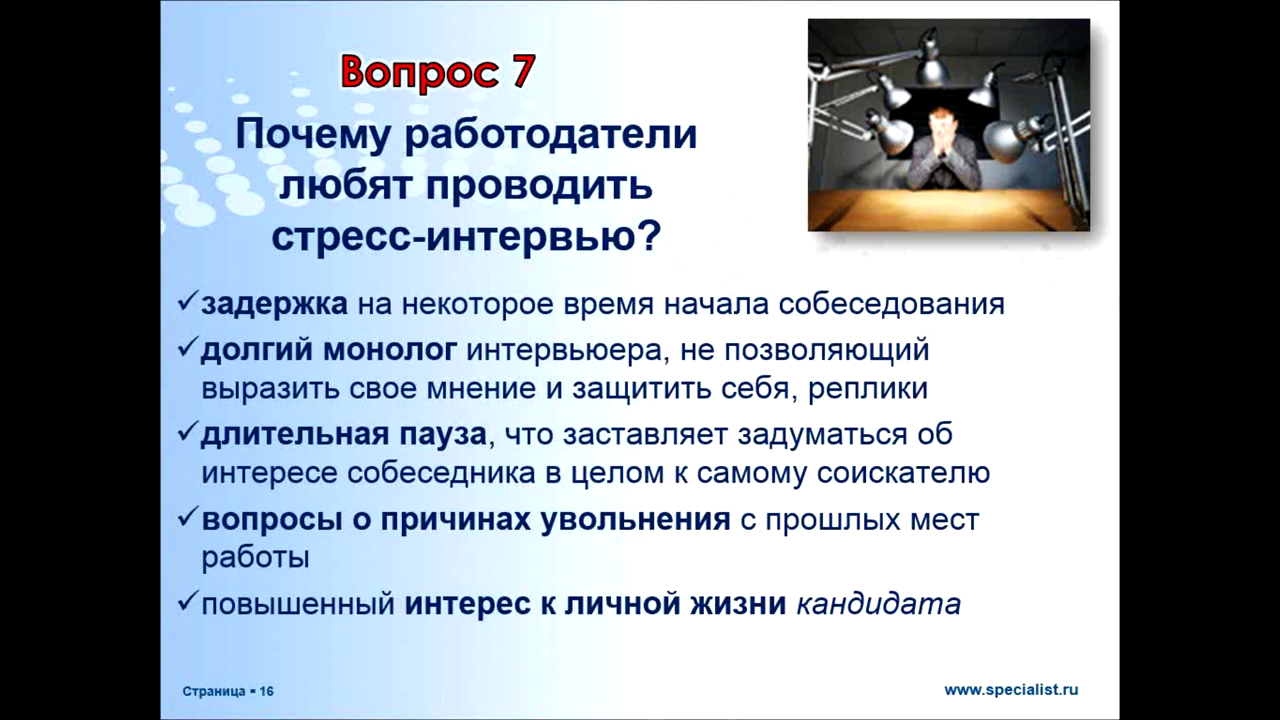 Вопрос 7
Почему работодатели
любят проводить
стресс-интервью?
✓задержка на некоторое время начала собеседования
✓долгий монолог интервьюера, не позволяющий
выразить свое мнение и защитить себя, реплики
✓длительная пауза, что заставляет задуматься об
интересе собеседника в целом к самому соискателю
✓вопросы о причинах увольнения с прошлых мест
работы
✓повышенный интерес к личной жизни кандидата
Страница ▪ 16
www.specialist.ru